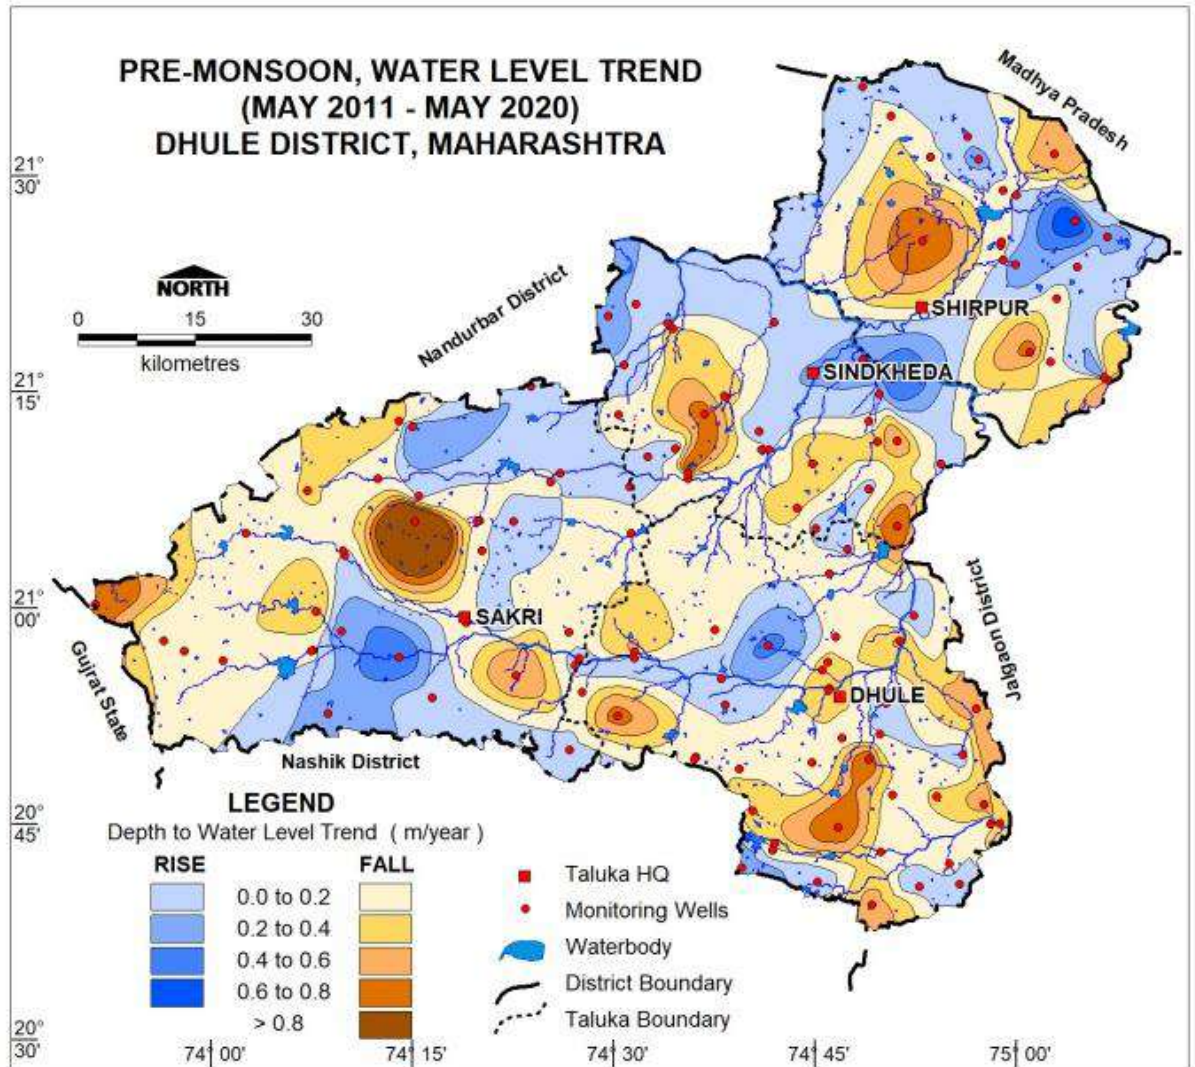 PRE-MONSOON, WATER LEVEL TREND
(MAY 2011 - MAY 2020)
DHULE DISTRICT, MAHARASHTRA
Madhya Pradesh
21°
30'
NORTH
0 15 30
kilometres
Nandurbar District
SHIRPUR
SINDKHEDA
21°
15'
21°
00'
SAKRI
Jalgaon District
Gujrat State
DHULE
Nashik District
20°
45'
LEGEND
Depth to Water Level Trend ( m/year )
RISE FALL
0.0 to 0.2
0.2 to 0.4
0.4 to 0.6
0.6 to 0.8
> 0.8
Taluka HQ
Monitoring Wells
Waterbody
District Boundary
Taluka Boundary
20°
30'
74° 00' 74° 15' 74° 30' 74° 45' 75° 00'